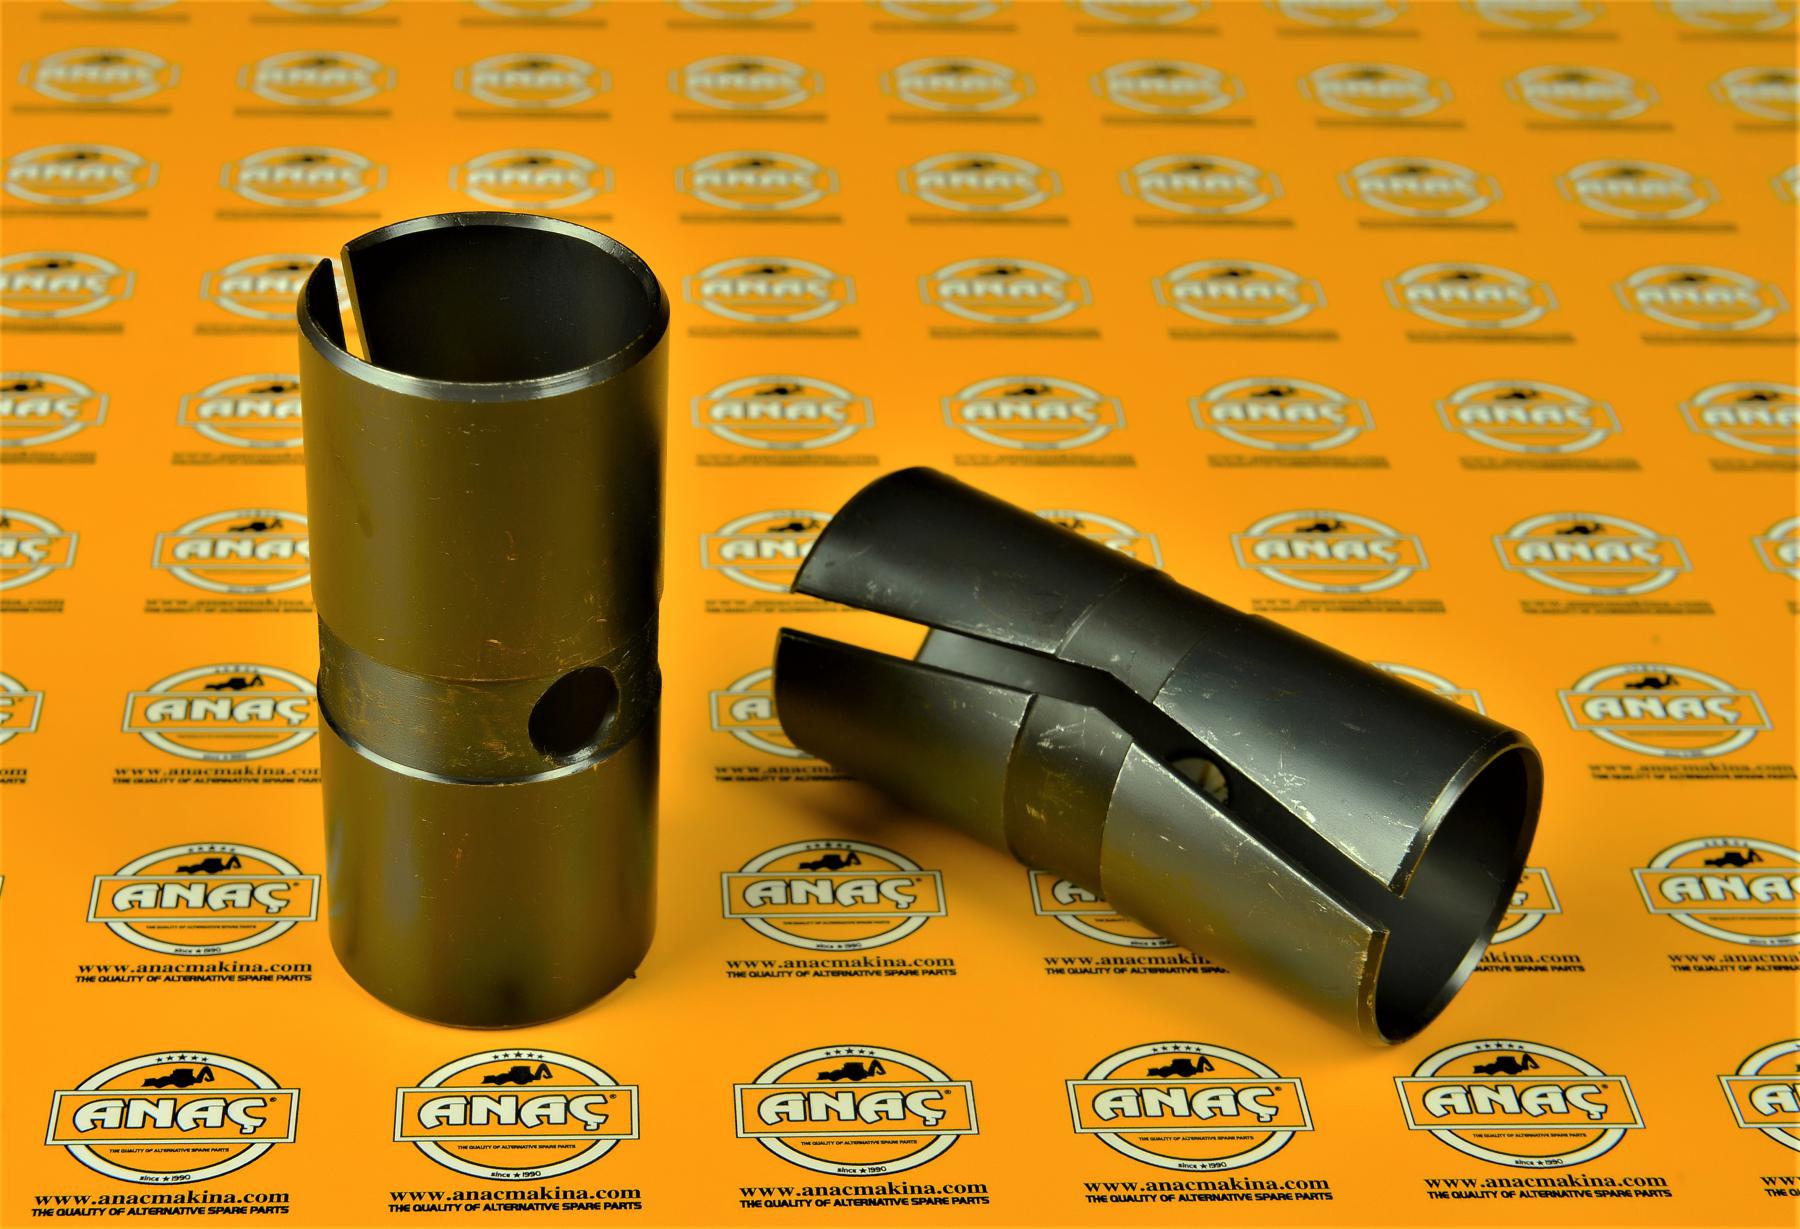 ANAÇ®
THE QUALITY OF ALTERNATIVE SPARE PARTS
since ★ 1990
www.anacmakina.com
THE QUALITY OF ALTERNATIVE SPARE PARTS